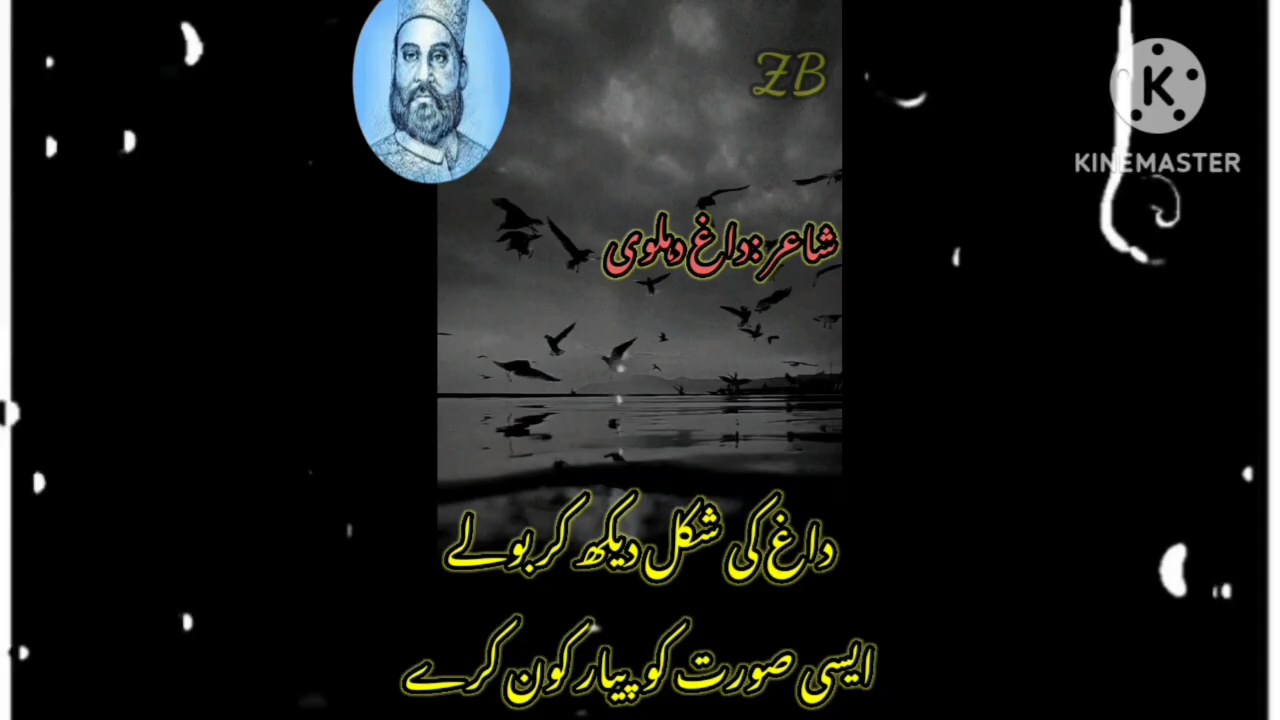 ZB
KINEMASTER
شاعر:داغ دہلوی
داغ کی شکل دیکھ کر بولے
ایسی صورت کو پیار کون کرے